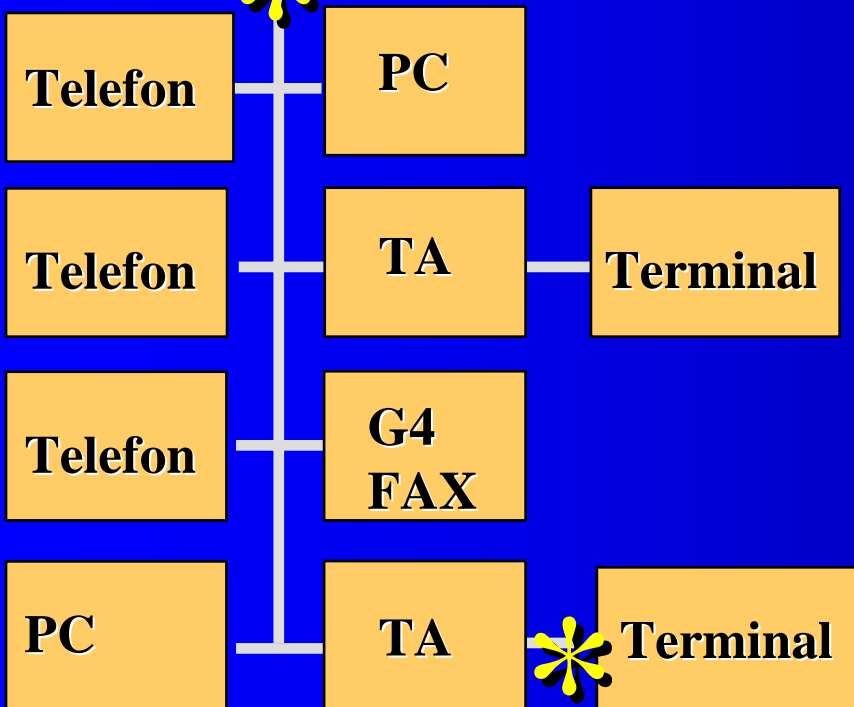 Telefon
PC
Telefon
TA
Terminal
Telefon
G4
FAX
PC
TA
Terminal